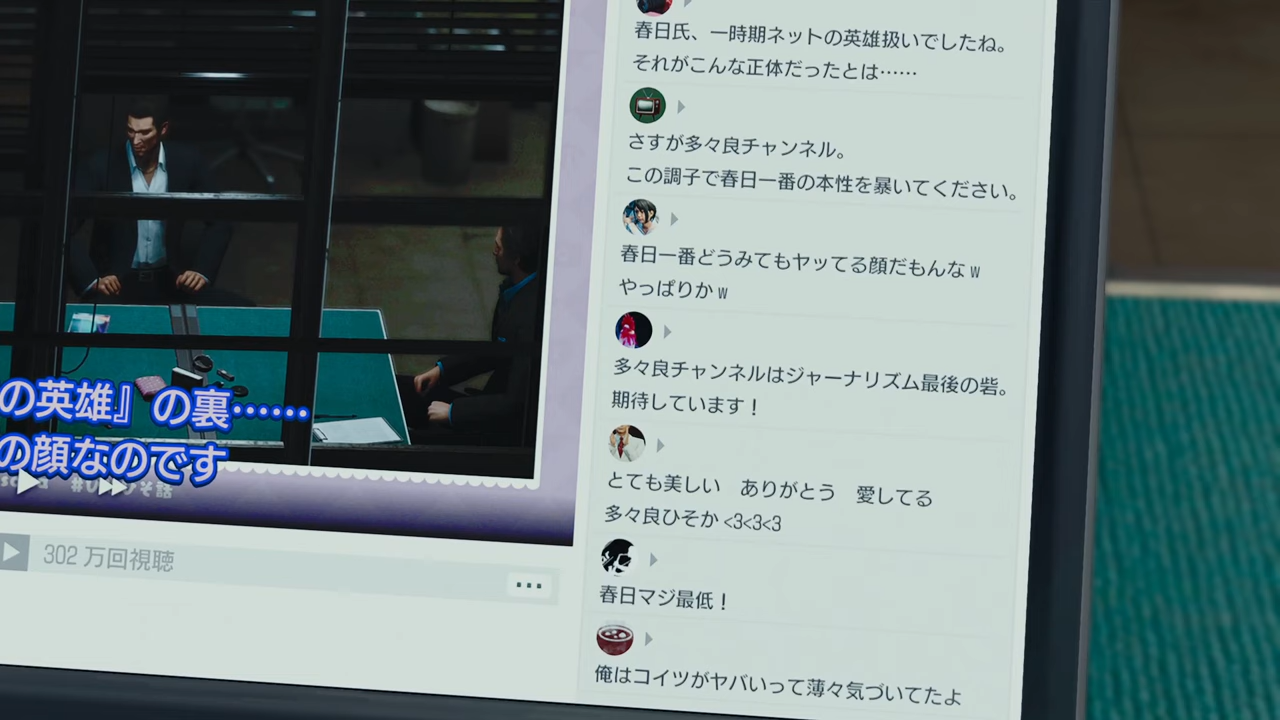 の英雄』の裏……
の顔なのです
302 万回視聴
春日氏、一時期ネットの英雄扱いでしたね。
それがこんな正体だったとは……
さすが多々良チャンネル。
この調子で春日一番の本性を暴いてください。
春日一番どうみてもヤッてる顔だもんなｗ
やっぱりかｗ
多々良チャンネルはジャーナリズム最後の砦。
期待しています！
とても美しい　ありがとう　愛してる
多々良ひそか <3<3<3
春日マジ最低！
俺はコイツがヤバいって薄々気づいてたよ